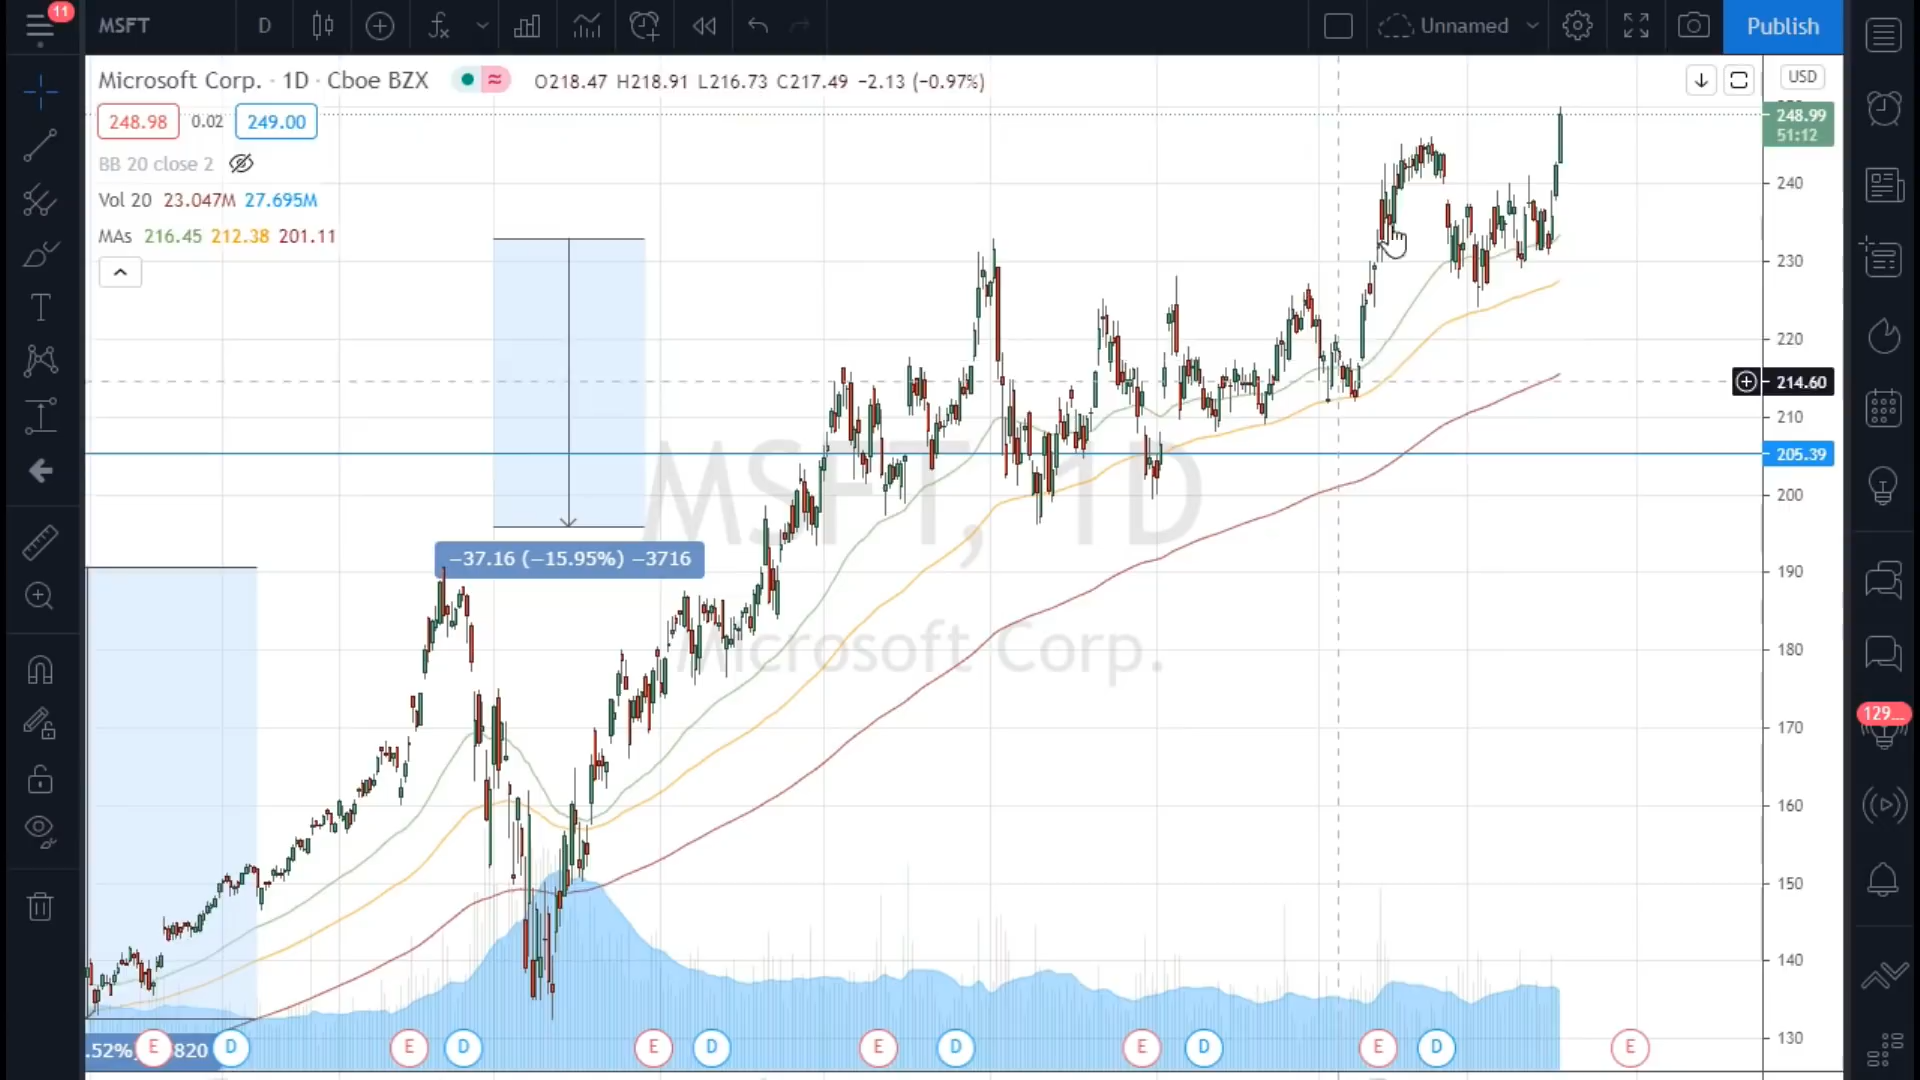 11
MSFT
D
Unnamed
Publish
Microsoft Corp. · 1D · Cboe BZX
O218.47 H218.91 L216.73 C217.49 −2.13 (−0.97%)
USD
248.98 0.02 249.00
BB 20 close 2
Vol 20 23.047M 27.695M
MAs 216.45 212.38 201.11
248.99
51:12
240
230
220
214.60
210
205.39
200
190
180
170
160
150
140
130
MSFT, 1D
Microsoft Corp.
−37.16 (−15.95%) −3716
129...
.52%) E 820 D E D E D E D E D E D E